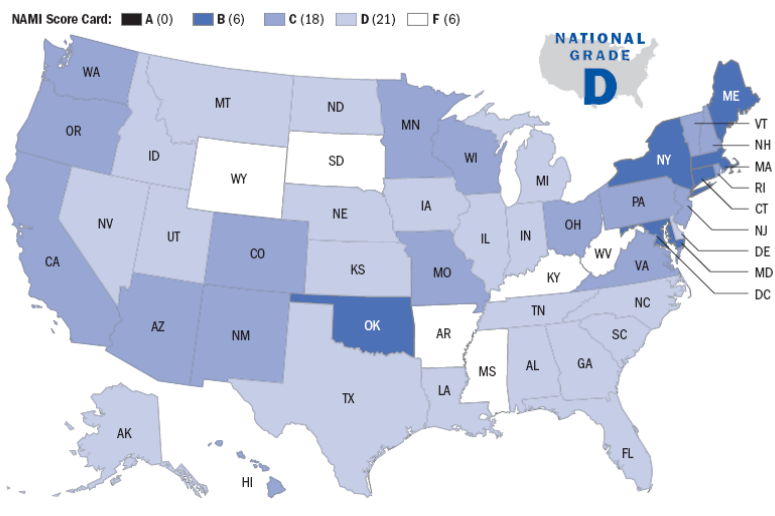 NAMI Score Card: A (0) B (6) C (18) D (21) F (6)
NATIONAL
GRADE
D
WA
MT
ND
MN
ME
VT
OR
ID
SD
WI
NY
NH
WY
MI
MA
RI
CT
NV
UT
NE
IA
IL
IN
OH
PA
NJ
DE
MD
DC
CA
CO
KS
MO
WV
VA
KY
AZ
NM
OK
AR
TN
NC
SC
TX
LA
MS
AL
GA
FL
AK
HI